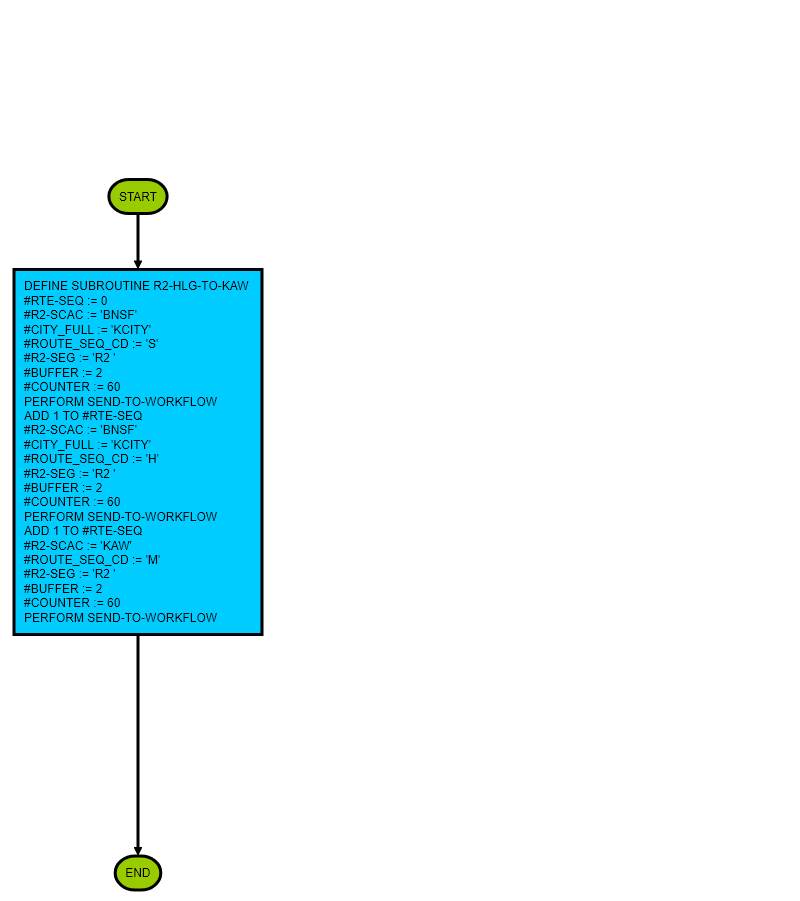 START
DEFINE SUBROUTINE R2-HLG-TO-KAW
#RTE-SEQ := 0
#R2-SCAC := 'BNSF'
#CITY_FULL := 'KCITY'
#ROUTE_SEQ_CD := 'S'
#R2-SEG := 'R2 '
#BUFFER := 2
#COUNTER := 60
PERFORM SEND-TO-WORKFLOW
ADD 1 TO #RTE-SEQ
#R2-SCAC := 'BNSF'
#CITY_FULL := 'KCITY'
#ROUTE_SEQ_CD := 'H'
#R2-SEG := 'R2 '
#BUFFER := 2
#COUNTER := 60
PERFORM SEND-TO-WORKFLOW
ADD 1 TO #RTE-SEQ
#R2-SCAC := 'KAW'
#ROUTE_SEQ_CD := 'M'
#R2-SEG := 'R2 '
#BUFFER := 2
#COUNTER := 60
PERFORM SEND-TO-WORKFLOW
END